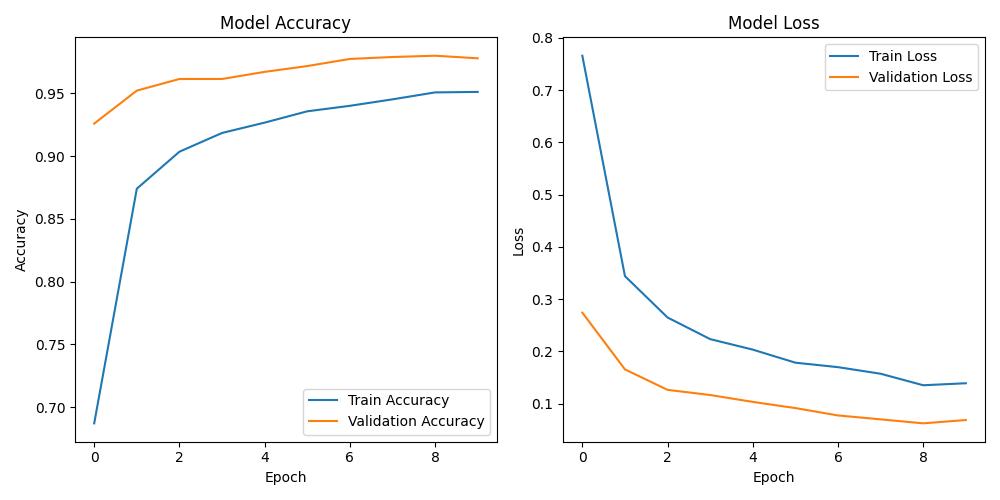 Model Accuracy
Accuracy
0.95
0.90
0.85
0.80
0.75
0.70
0 2 4 6 8
Epoch
Train Accuracy
Validation Accuracy
Model Loss
Loss
0.8
0.7
0.6
0.5
0.4
0.3
0.2
0.1
0 2 4 6 8
Epoch
Train Loss
Validation Loss